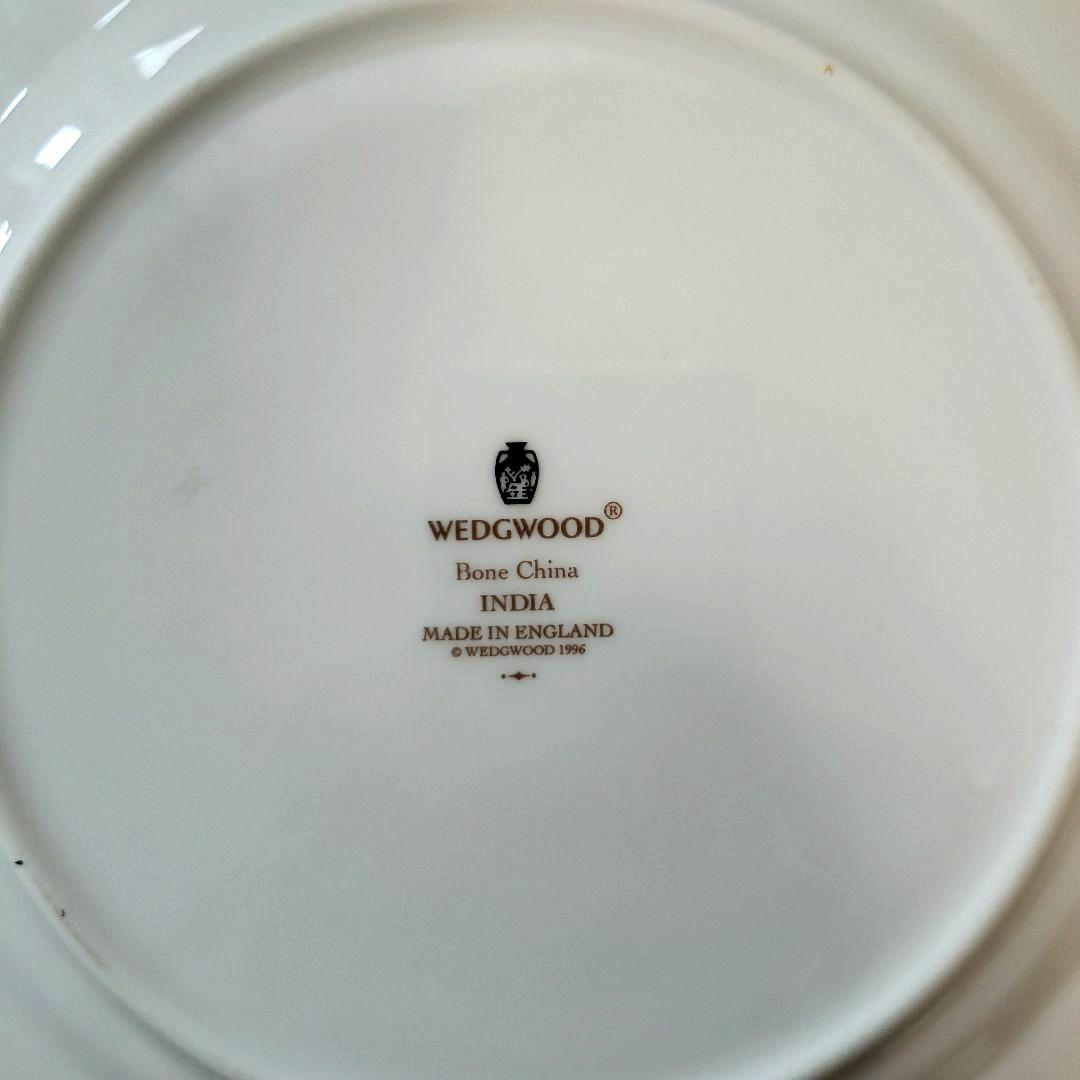 WEDGWOOD®
Bone China
INDIA
MADE IN ENGLAND
© WEDGWOOD 1996